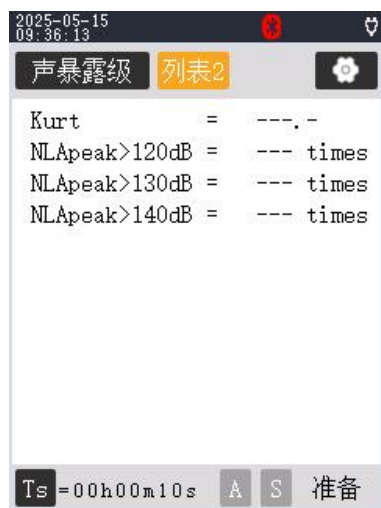 2025-05-15
09:36:13
声暴露级 列表2
Kurt = ---.-
NLApeak>120dB = --- times
NLApeak>130dB = --- times
NLApeak>140dB = --- times
Ts =00h00m10s A S 准备